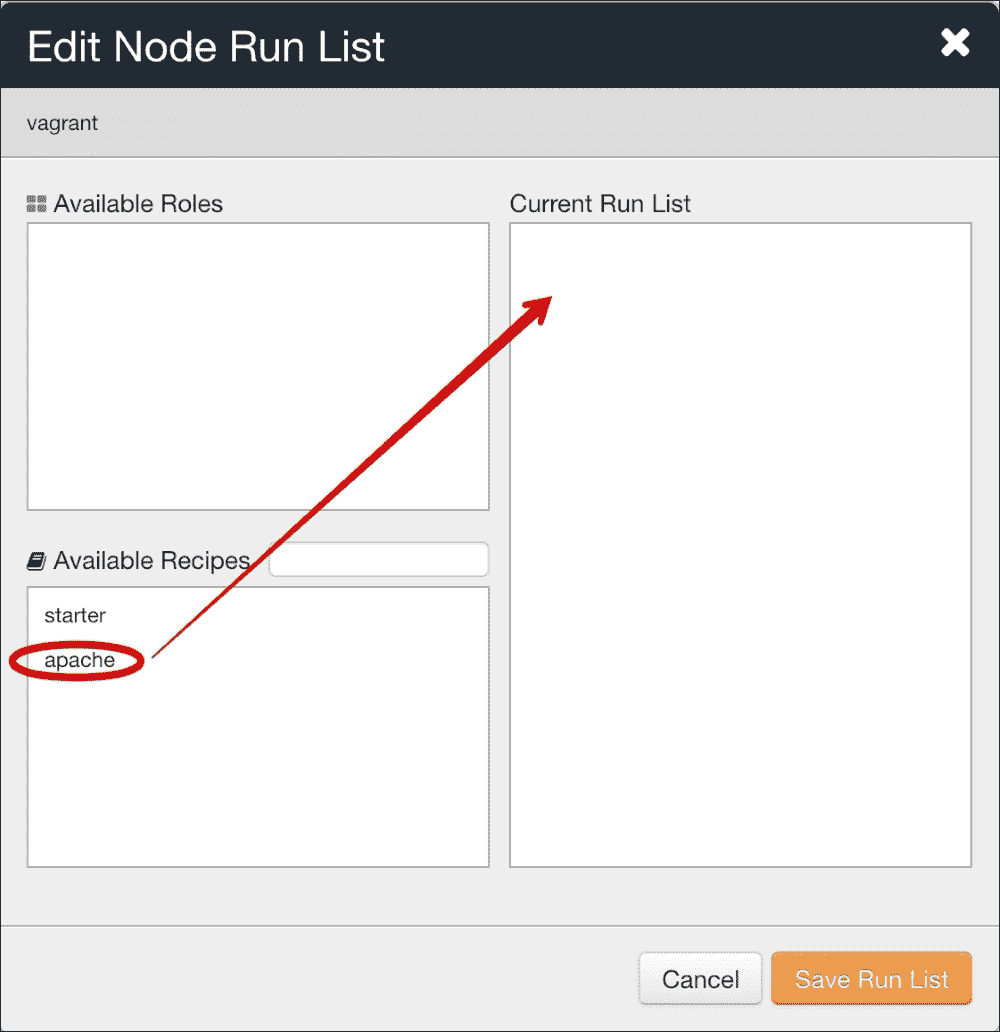 Edit Node Run List
vagrant
Available Roles
Current Run List
Available Recipes
starter
apache
Cancel
Save Run List